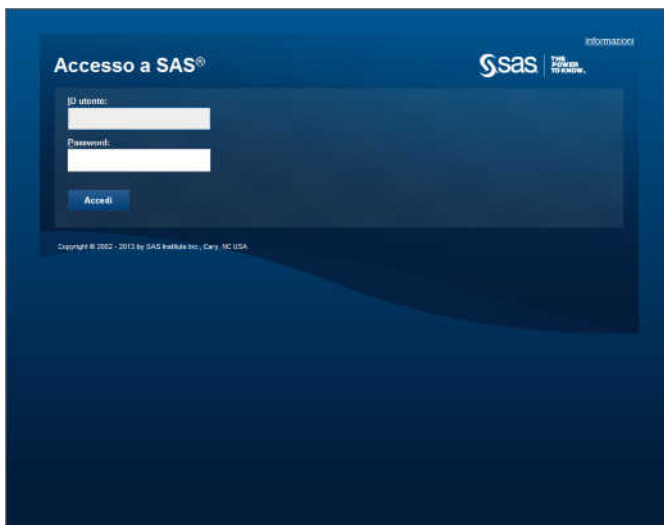 Informazioni
Accesso a SAS®
sas THE POWER TO KNOW.
ID utente:
Password:
Accedi
Copyright © 2002 - 2013 by SAS Institute Inc., Cary, NC USA.